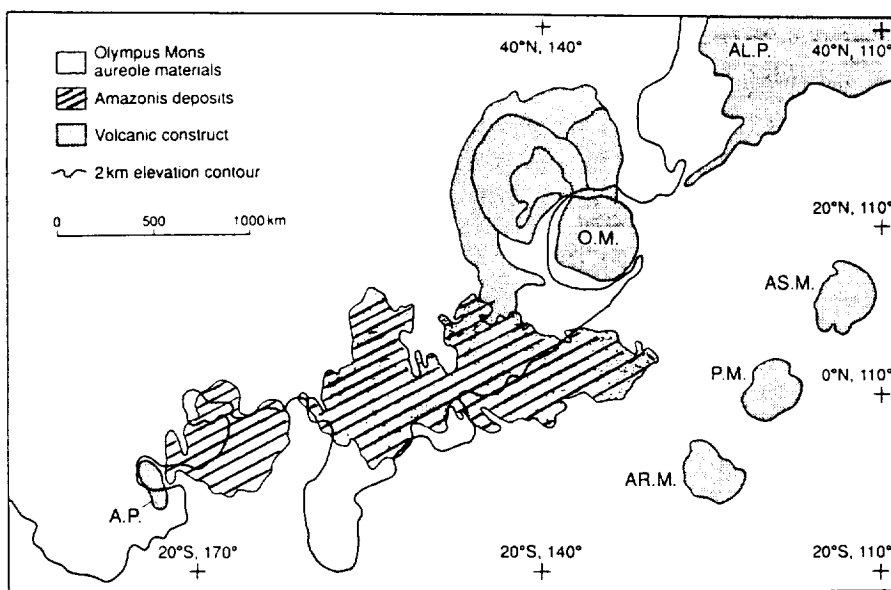 40°N, 140°
AL.P.
40°N, 110°
Olympus Mons
aureole materials
Amazonis deposits
Volcanic construct
2 km elevation contour
0 500 1000 km
20°N, 110°
O.M.
AS.M.
P.M.
0°N, 110°
AR.M.
A.P.
20°S, 170°
20°S, 140°
20°S, 110°